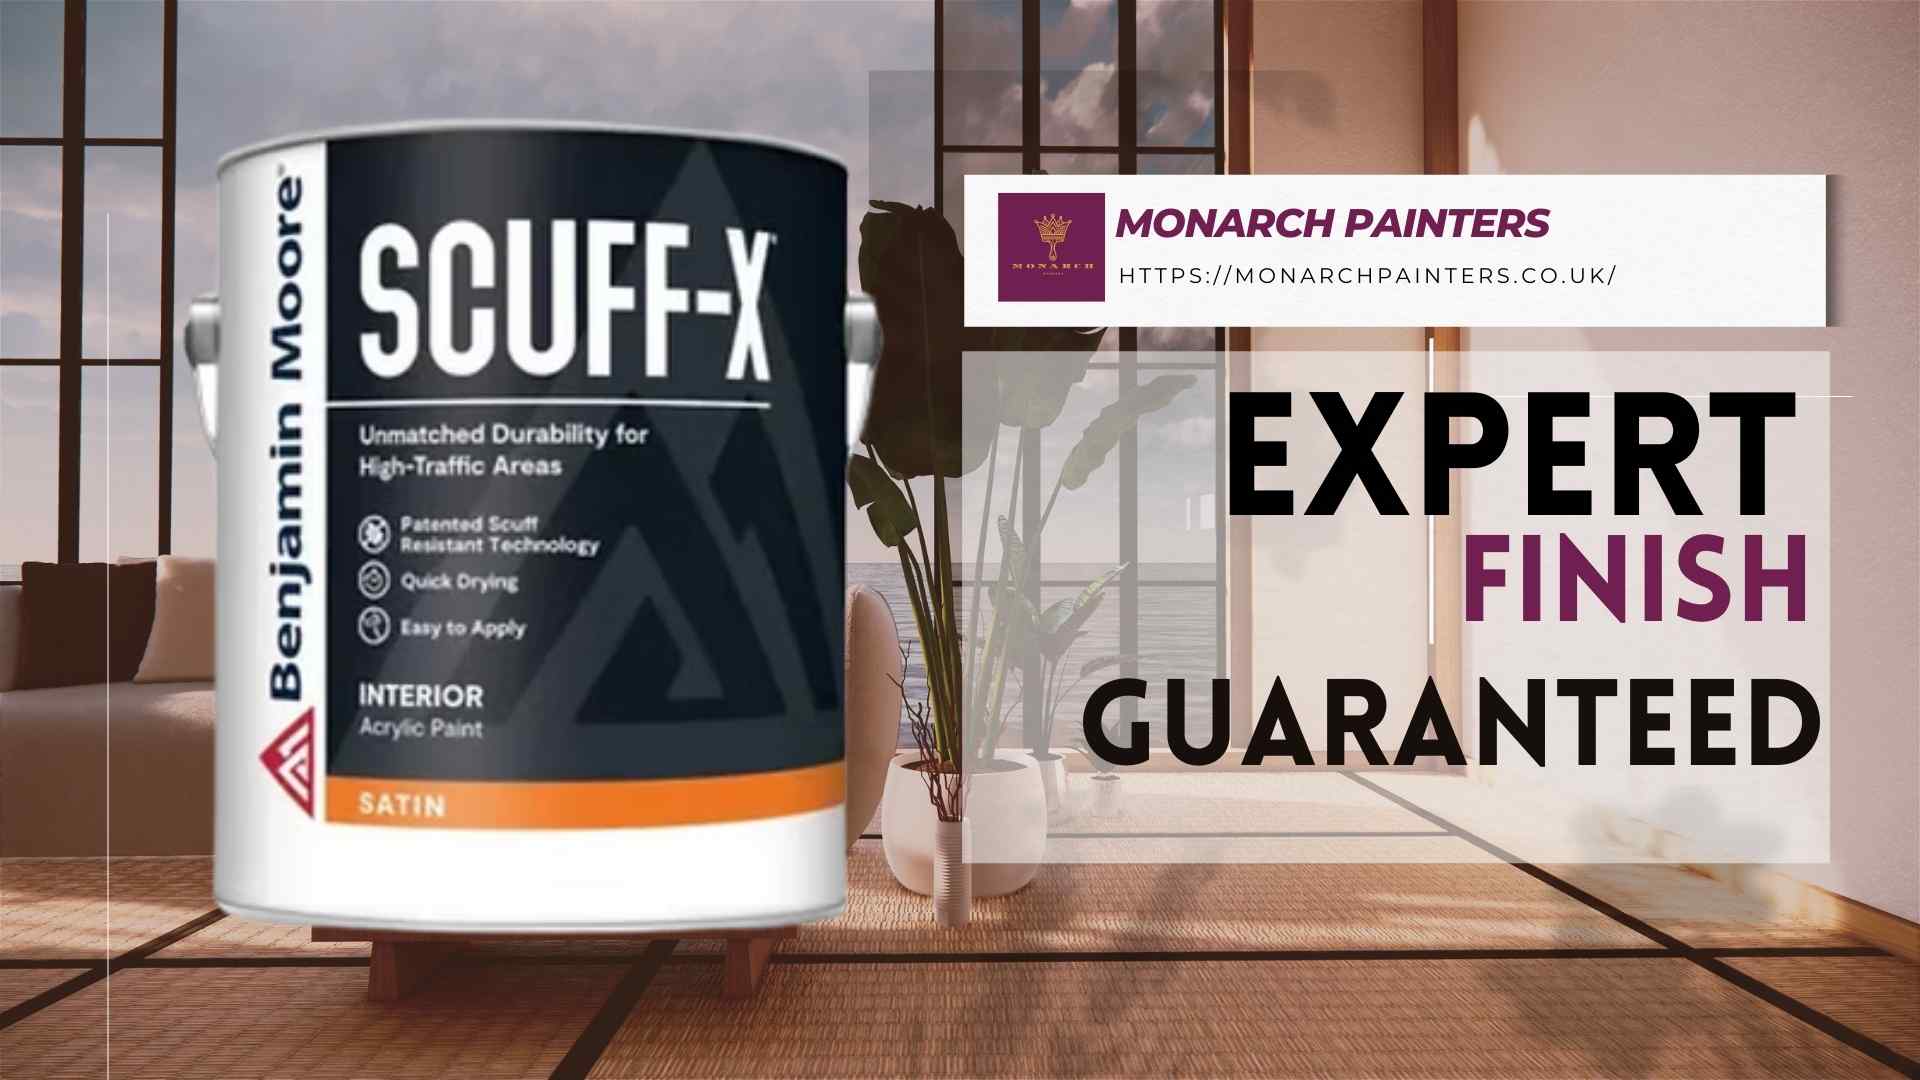 Benjamin Moore®
SCUFF-X
Unmatched Durability for
High-Traffic Areas
Patented Scuff
Resistant Technology
Quick Drying
Easy to Apply
INTERIOR
Acrylic Paint
SATIN
MONARCH
MONARCH PAINTERS
HTTPS://MONARCHPAINTERS.CO.UK/
EXPERT
FINISH
GUARANTEED